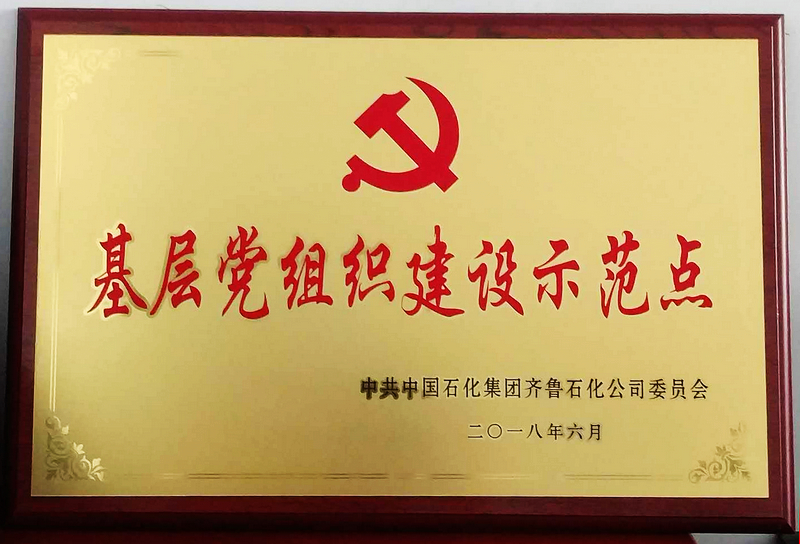 基层党组织建设示范点
中共中国石化集团齐鲁石化公司委员会
二〇一八年六月